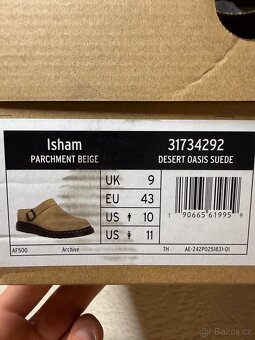 Isham
PARCHMENT BEIGE
31734292
DESERT OASIS SUEDE
UK 9
EU 43
US 10
US 11
1 90665 61995 9
AF500
Archive
TH
AE-242P0251831-01
Bazoš.cz